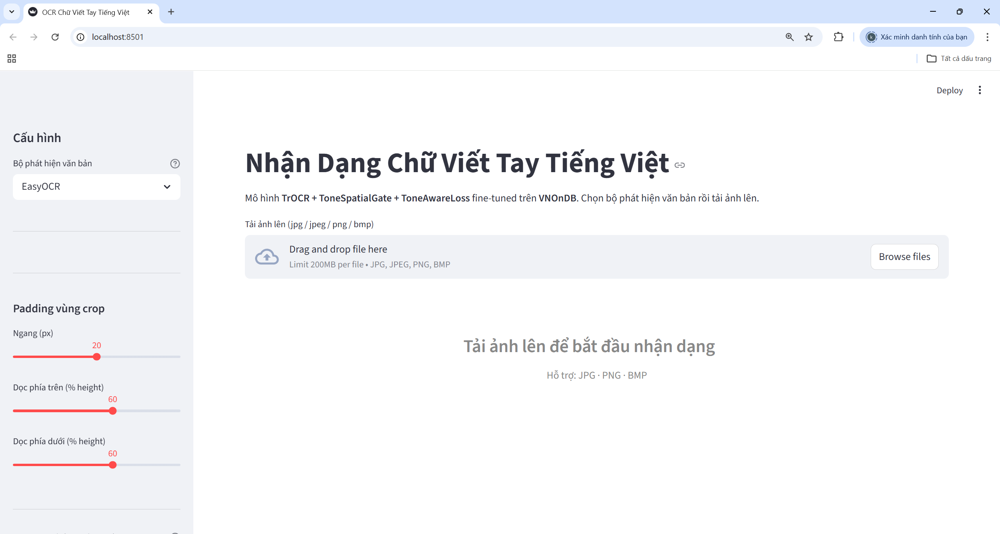 OCR Chữ Viết Tay Tiếng Việt
localhost:8501
k Xác minh danh tính của bạn
Tất cả dấu trang
Deploy
Cấu hình
Bộ phát hiện văn bản
EasyOCR
Padding vùng crop
Ngang (px)
20
Dọc phía trên (% height)
60
Dọc phía dưới (% height)
60
Nhận Dạng Chữ Viết Tay Tiếng Việt
Mô hình TrOCR + ToneSpatialGate + ToneAwareLoss fine-tuned trên VNOnDB. Chọn bộ phát hiện văn bản rồi tải ảnh lên.
Tải ảnh lên (jpg / jpeg / png / bmp)
Drag and drop file here
Limit 200MB per file • JPG, JPEG, PNG, BMP
Browse files
Tải ảnh lên để bắt đầu nhận dạng
Hỗ trợ: JPG · PNG · BMP